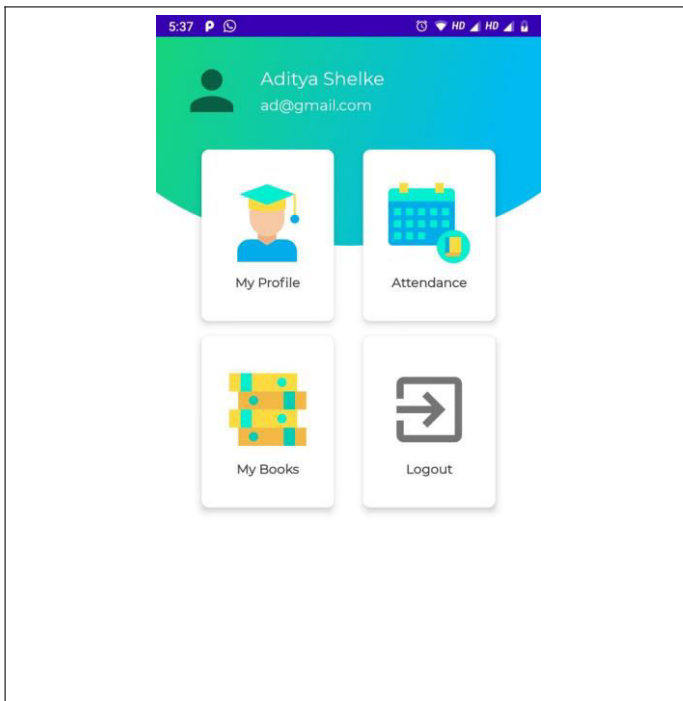 5:37 P HD HD
Aditya Shelke
ad@gmail.com
My Profile Attendance
My Books Logout